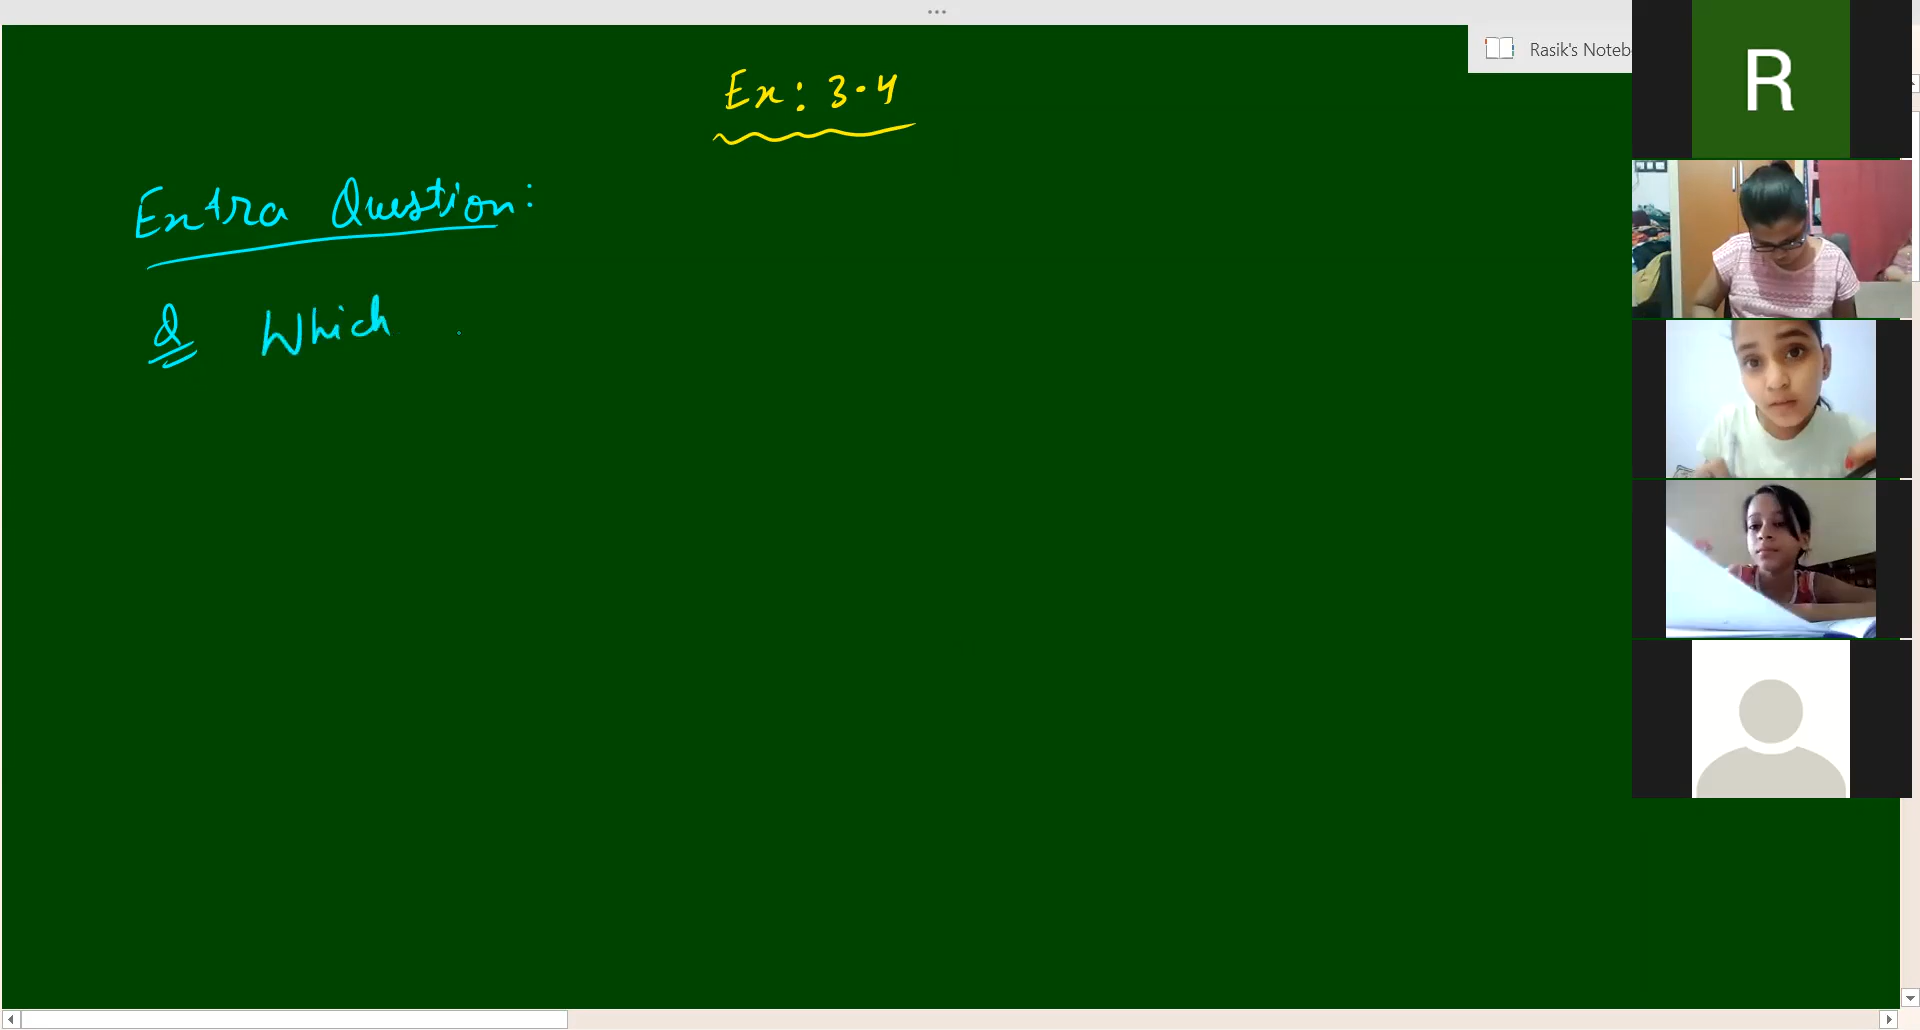 Ex: 3.4
Extra Question:
Q Which
Rasik's Noteb
R